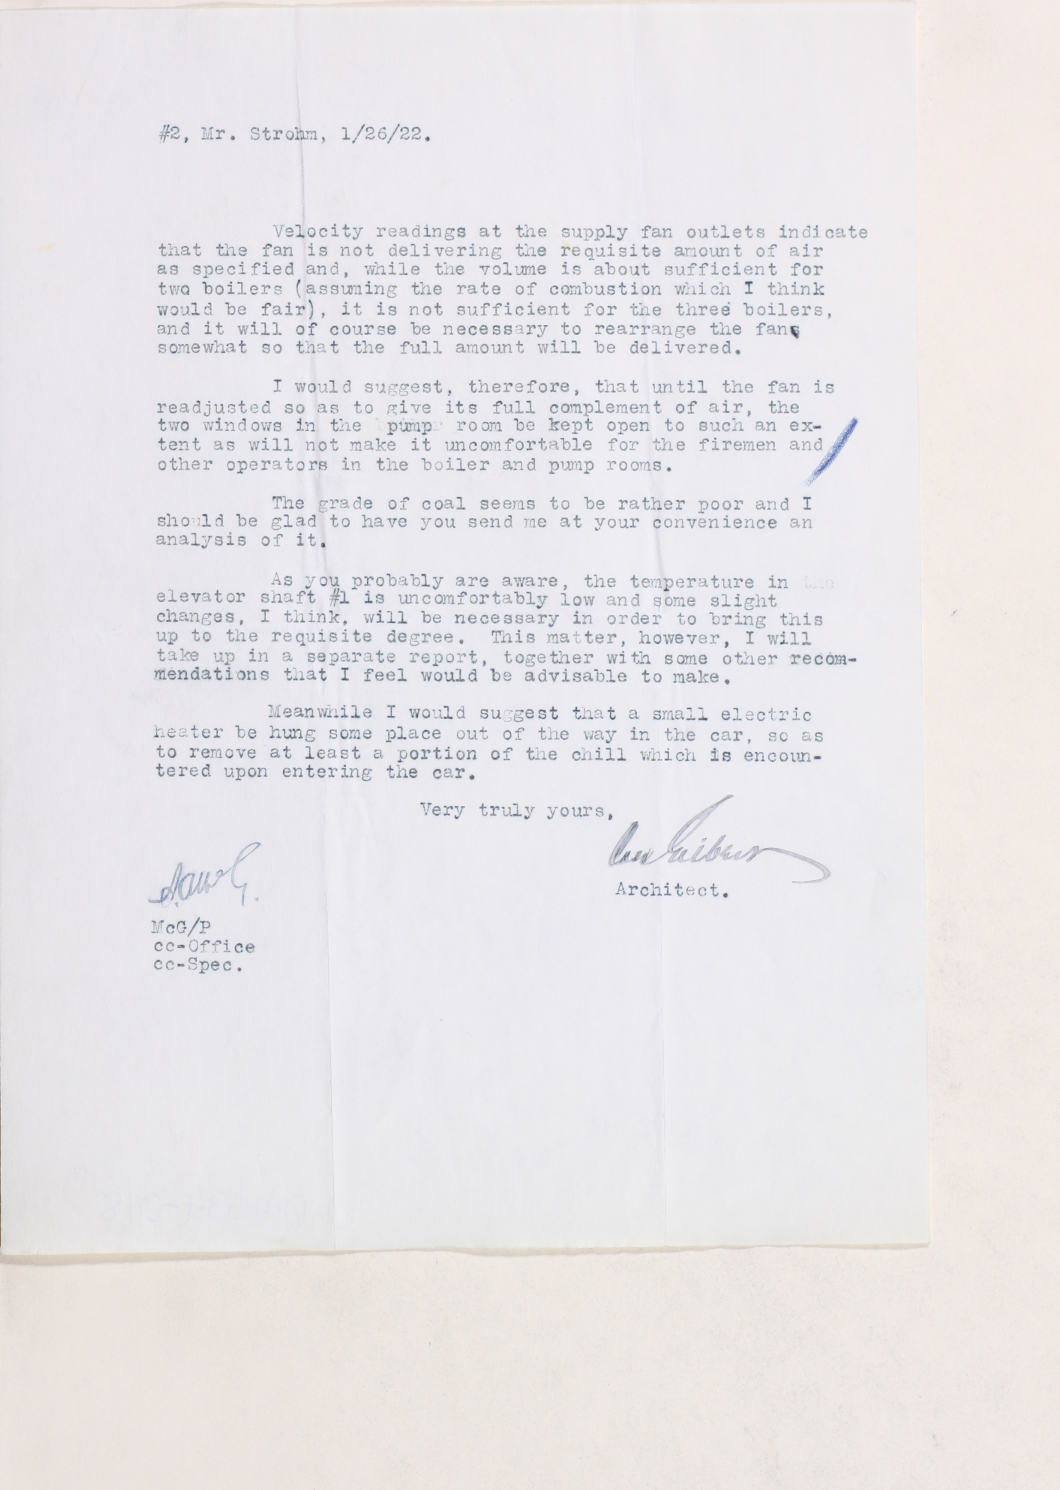 #2, Mr. Strohm, 1/26/22.
Velocity readings at the supply fan outlets indicate
that the fan is not delivering the requisite amount of air
as specified and, while the volume is about sufficient for
two boilers (assuming the rate of combustion which I think
would be fair), it is not sufficient for the three boilers,
and it will of course be necessary to rearrange the fan
somewhat so that the full amount will be delivered.
I would suggest, therefore, that until the fan is
readjusted so as to give its full complement of air, the
two windows in the pump room be kept open to such an ex-
tent as will not make it uncomfortable for the firemen and
other operators in the boiler and pump rooms.
The grade of coal seems to be rather poor and I
should be glad to have you send me at your convenience an
analysis of it.
As you probably are aware, the temperature in the
elevator shaft #1 is uncomfortably low and some slight
changes, I think, will be necessary in order to bring this
up to the requisite degree. This matter, however, I will
take up in a separate report, together with some other recom-
mendations that I feel would be advisable to make.
Meanwhile I would suggest that a small electric
heater be hung some place out of the way in the car, so as
to remove at least a portion of the chill which is encoun-
tered upon entering the car.
Very truly yours,
Cass Gilbert
Architect.
McG/P
cc-Office
cc-Spec.